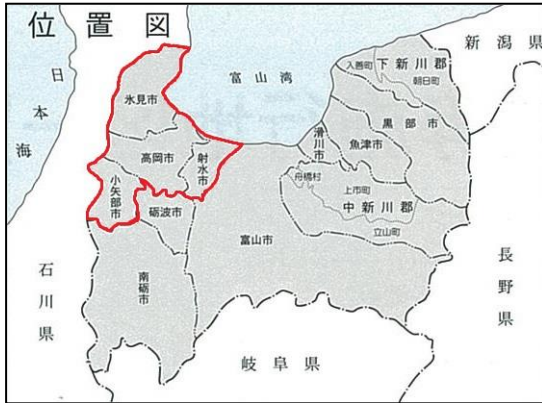 位置図
日本海
富山湾
新潟県
入善町
下新川郡
朝日町
氷見市
黒部市
滑川市
魚津市
高岡市
射水市
小矢部市
砺波市
舟橋村
上市町
中新川郡
立山町
富山市
南砺市
石川県
長野県
岐阜県